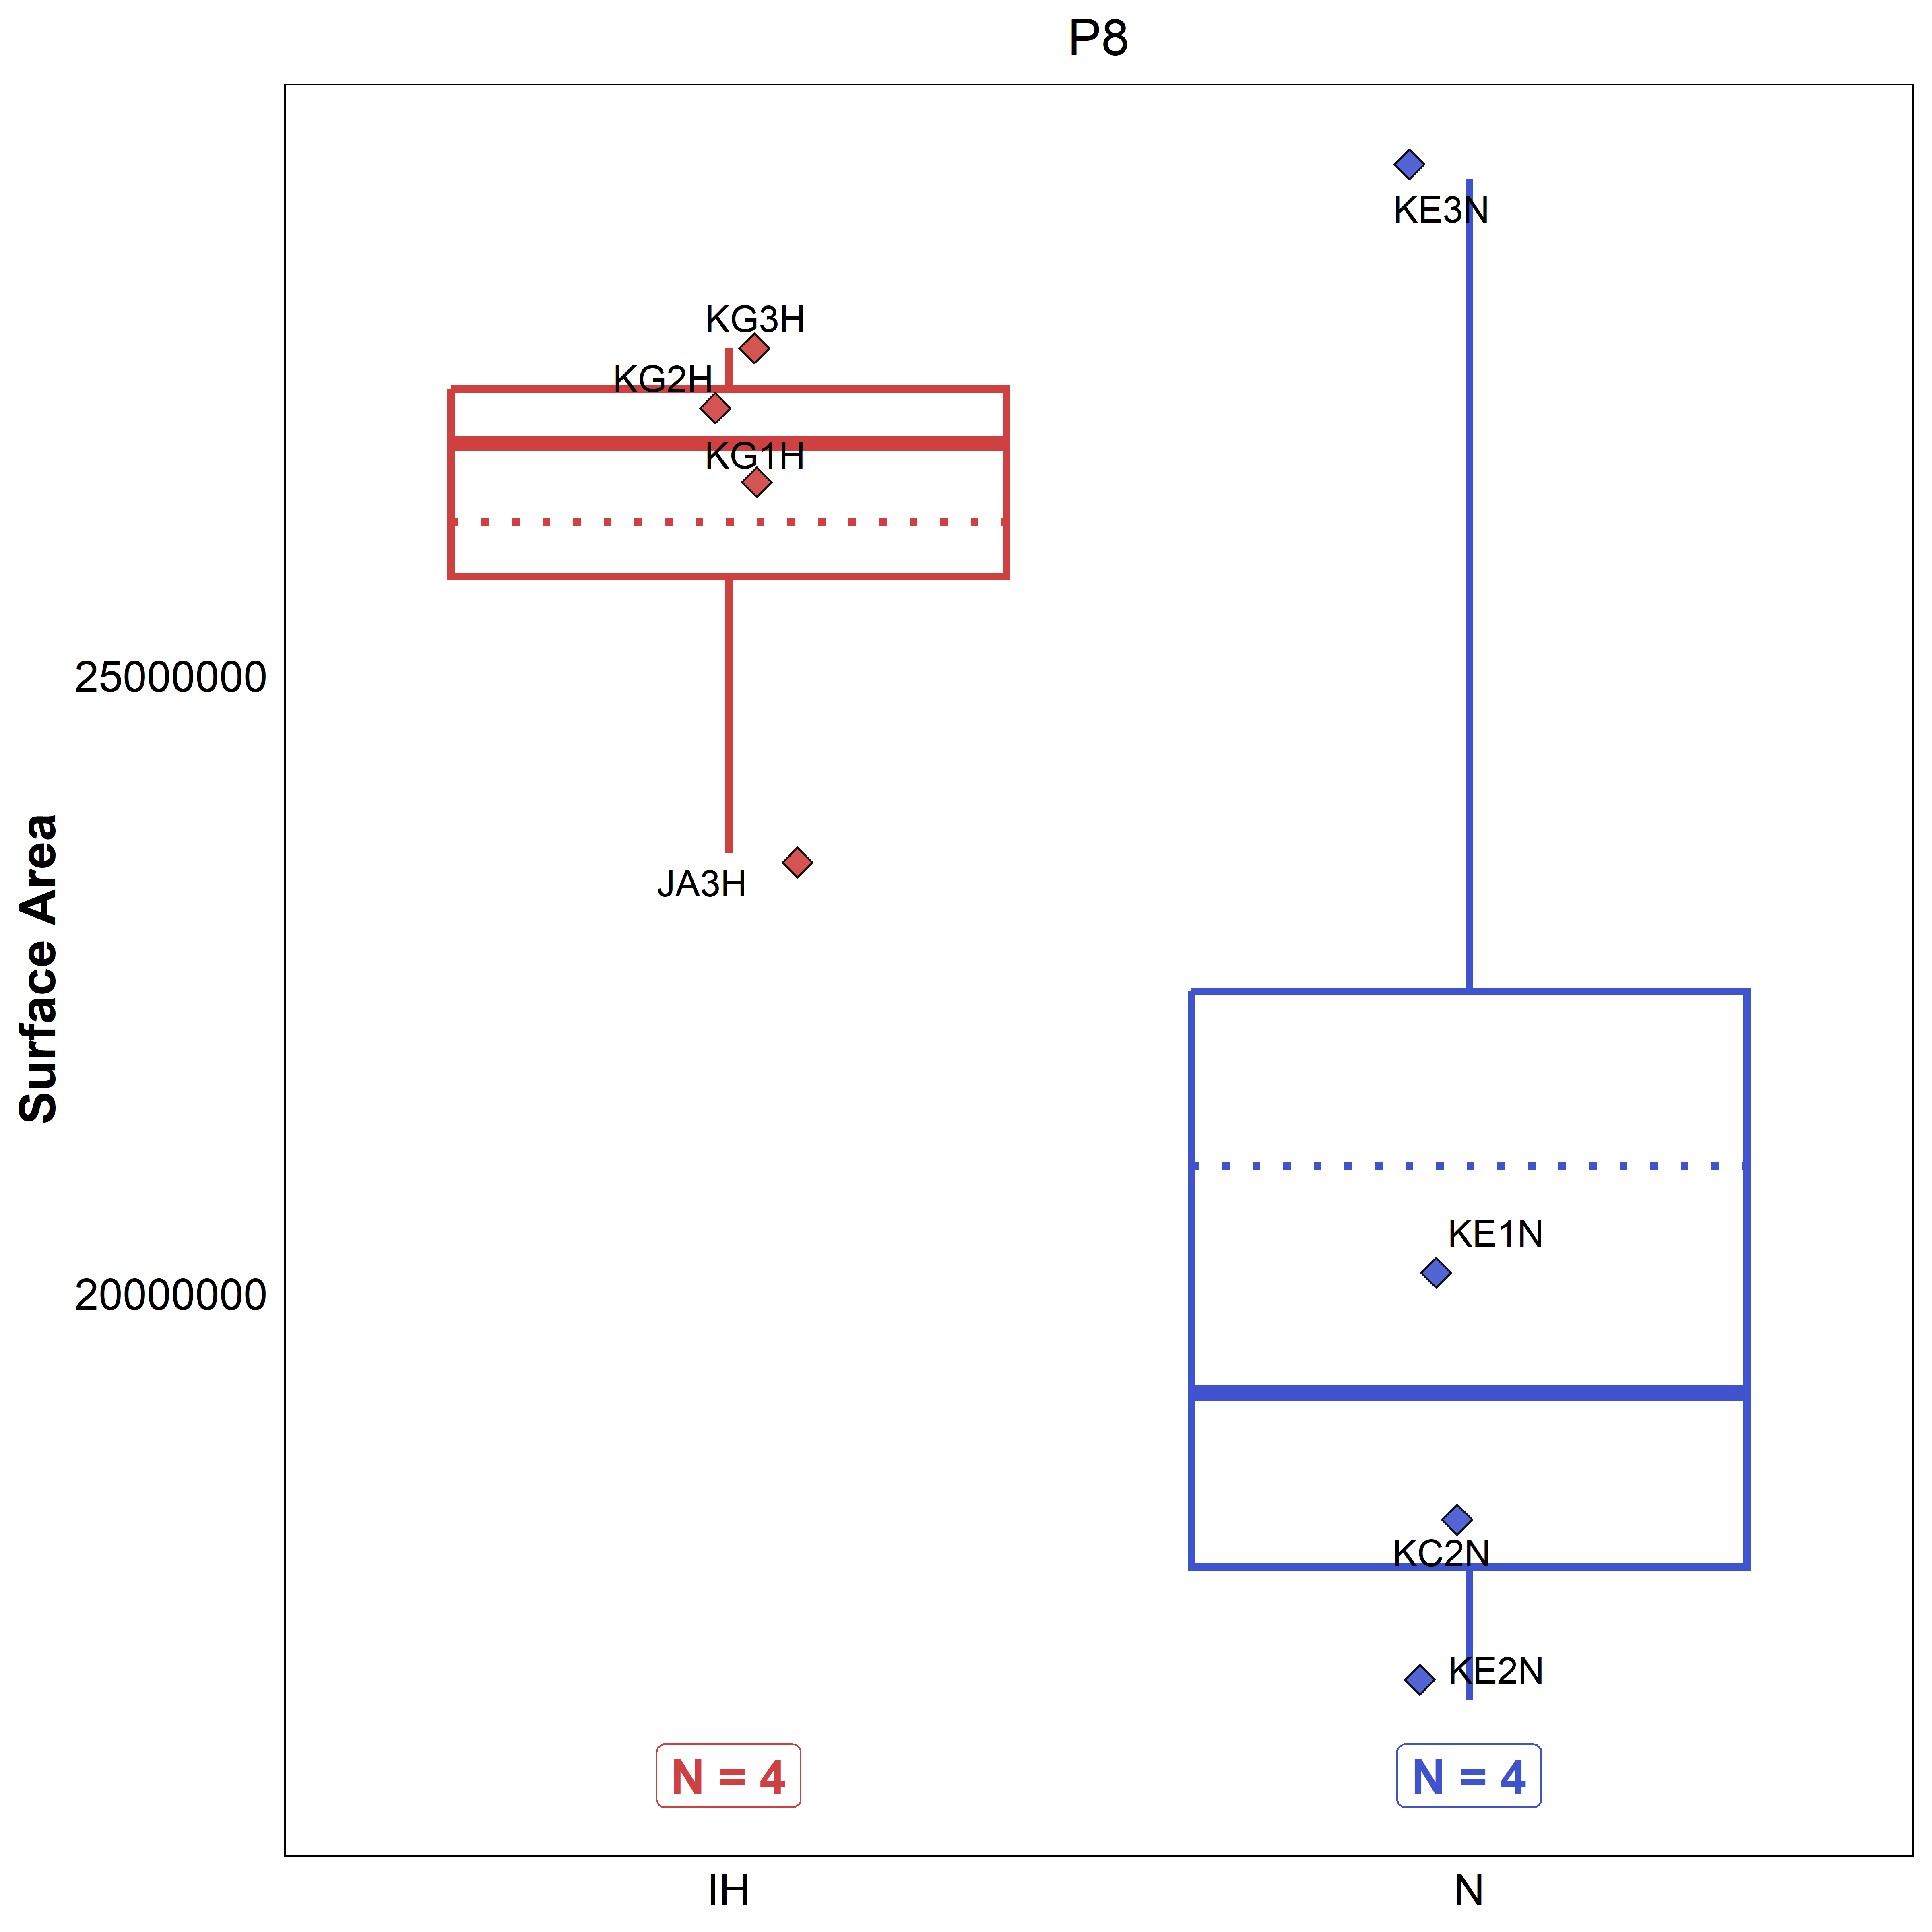 P8
KE3N
KG3H
KG2H
KG1H
25000000
JA3H
Surface Area
KE1N
20000000
KC2N
KE2N
N = 4
N = 4
IH
N